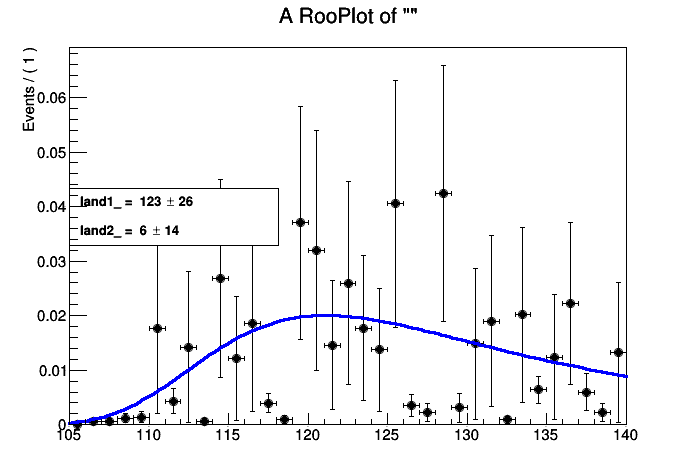 A RooPlot of ""
Events / ( 1 )
0.06
0.05
0.04
0.03
0.02
0.01
0
land1_ = 123 ± 26
land2_ = 6 ± 14
105 110 115 120 125 130 135 140